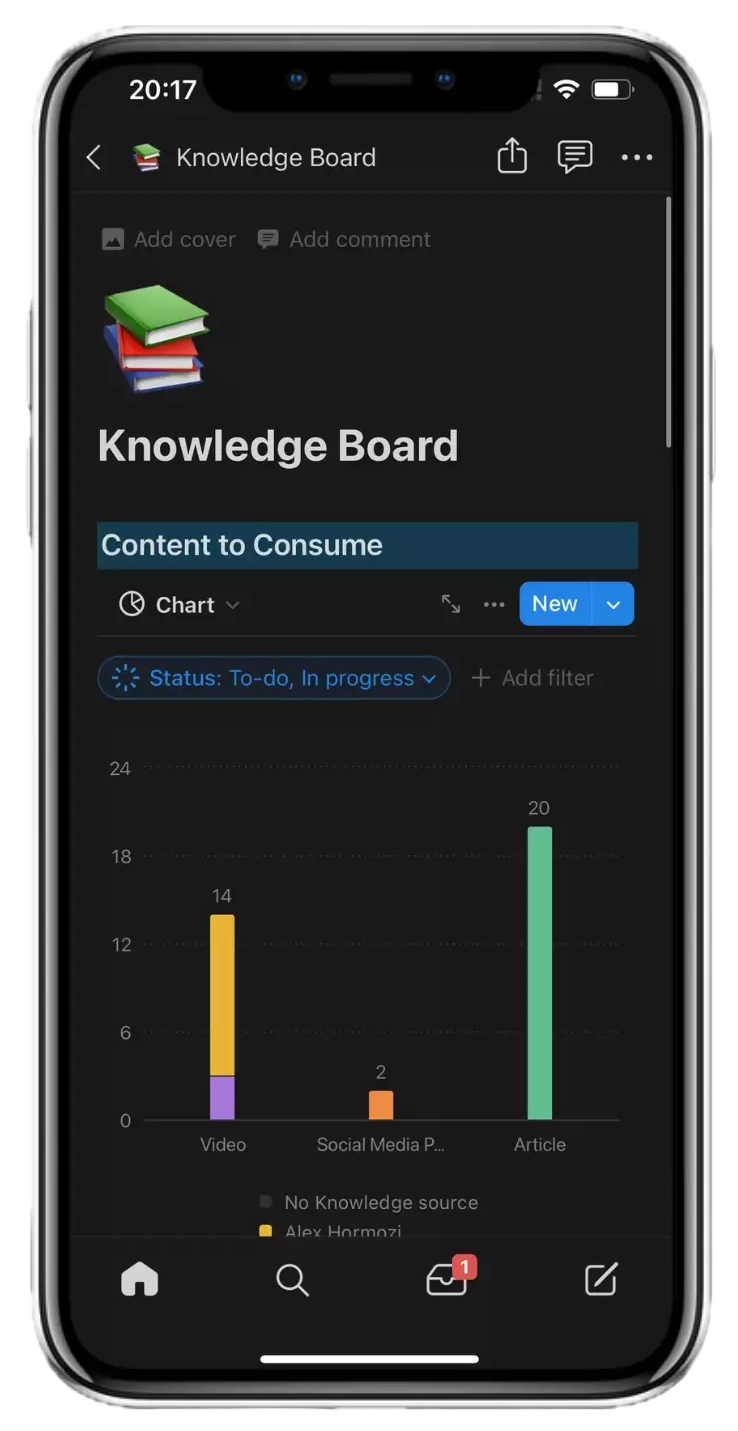 20:17
Knowledge Board
Add cover Add comment
Knowledge Board
Content to Consume
Chart New
Status: To-do, In progress Add filter
24
20
18
14
12
6
2
0
Video Social Media P... Article
No Knowledge source
Alex Hormozi
1